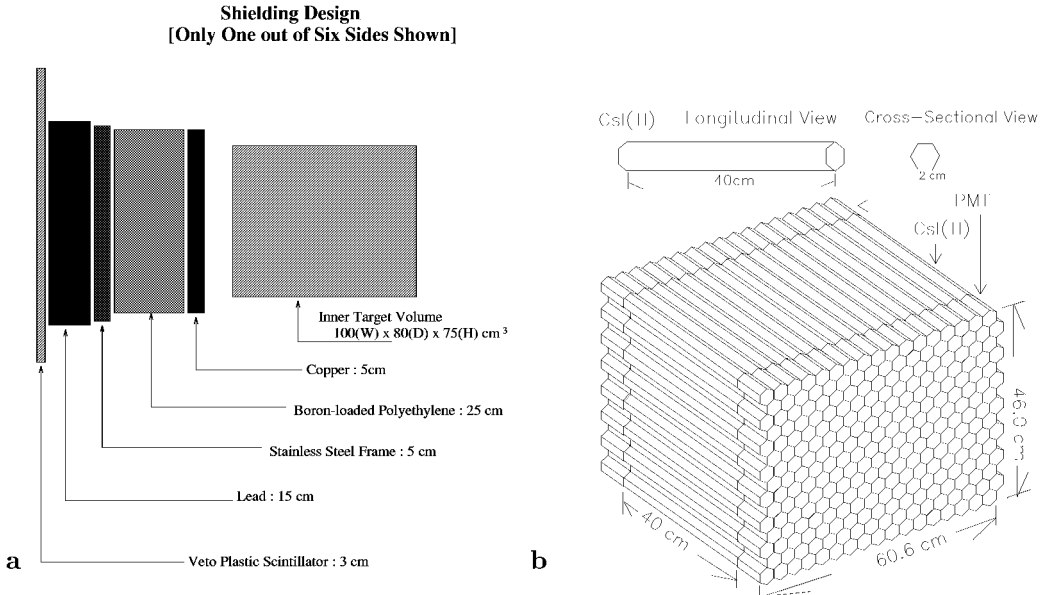 Shielding Design
[Only One out of Six Sides Shown]
Inner Target Volume
100(W) x 80(D) x 75(H) cm³
Copper : 5cm
Boron-loaded Polyethylene : 25 cm
Stainless Steel Frame : 5 cm
Lead : 15 cm
Veto Plastic Scintillator : 3 cm
a
CsI(Tl) Longitudinal View Cross-Sectional View
40cm
2 cm
PMT
CsI(Tl)
46.0 cm
40 cm
60.6 cm
b